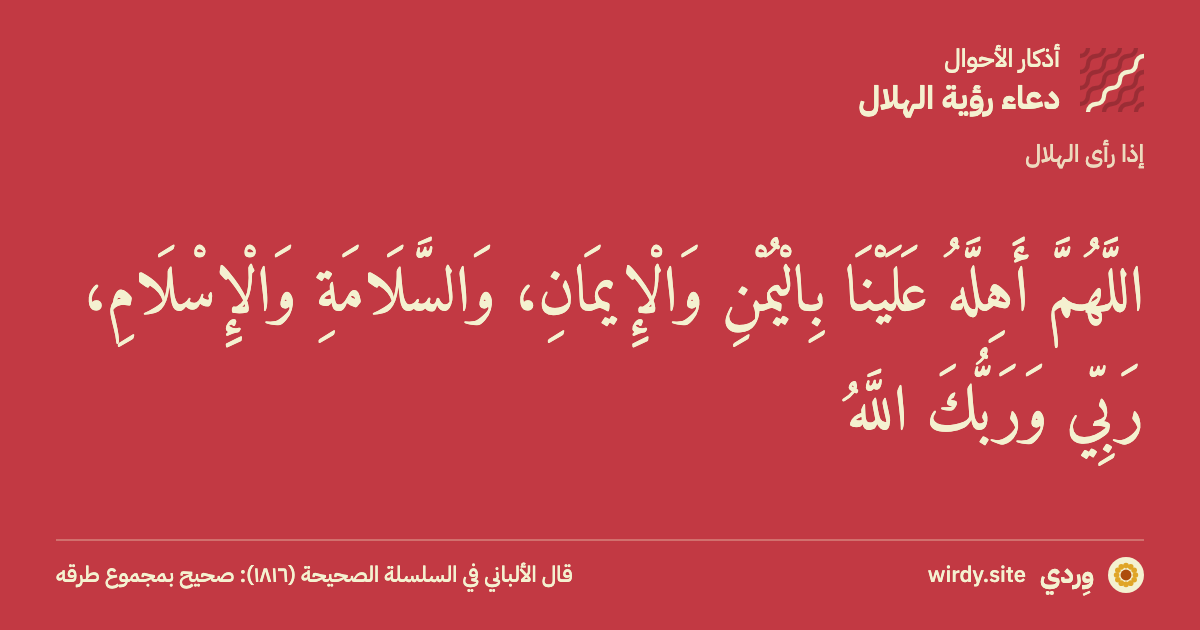 أذكار الأحوال
دعاء رؤية الهلال
إذا رأى الهلال
اللَّهُمَّ أَهِلَّهُ عَلَيْنَا بِالْيُمْنِ وَالْإِيمَانِ، وَالسَّلَامَةِ وَالْإِسْلَامِ،
رَبِّي وَرَبُّكَ اللَّهُ
وِردي wirdy.site
قال الألباني في السلسلة الصحيحة (١٨١٦): صحيح بمجموع طرقه